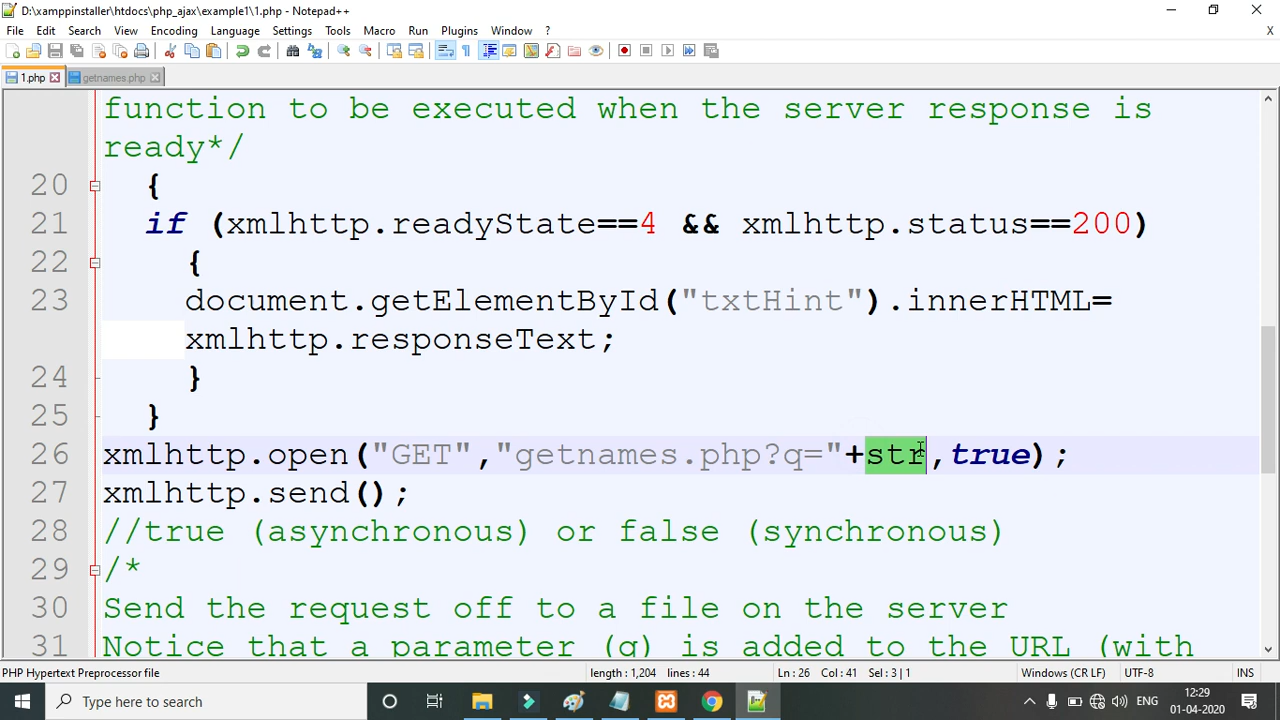 D:\xamppinstaller\htdocs\php_ajax\example1\1.php - Notepad++
File Edit Search View Encoding Language Settings Tools Macro Run Plugins Window ? X
1.php getnames.php
function to be executed when the server response is
ready*/
20 {
21 if (xmlhttp.readyState==4 && xmlhttp.status==200)
22 {
23 document.getElementById("txtHint").innerHTML=
xmlhttp.responseText;
24 }
25 }
26 xmlhttp.open("GET","getnames.php?q="+str,true);
27 xmlhttp.send();
28 //true (asynchronous) or false (synchronous)
29 /*
30 Send the request off to a file on the server
31 Notice that a parameter (q) is added to the URL (with
PHP Hypertext Preprocessor file length : 1,204 lines : 44 Ln : 26 Col : 41 Sel : 3 | 1 Windows (CR LF) UTF-8 INS
Type here to search ENG 12:29
01-04-2020